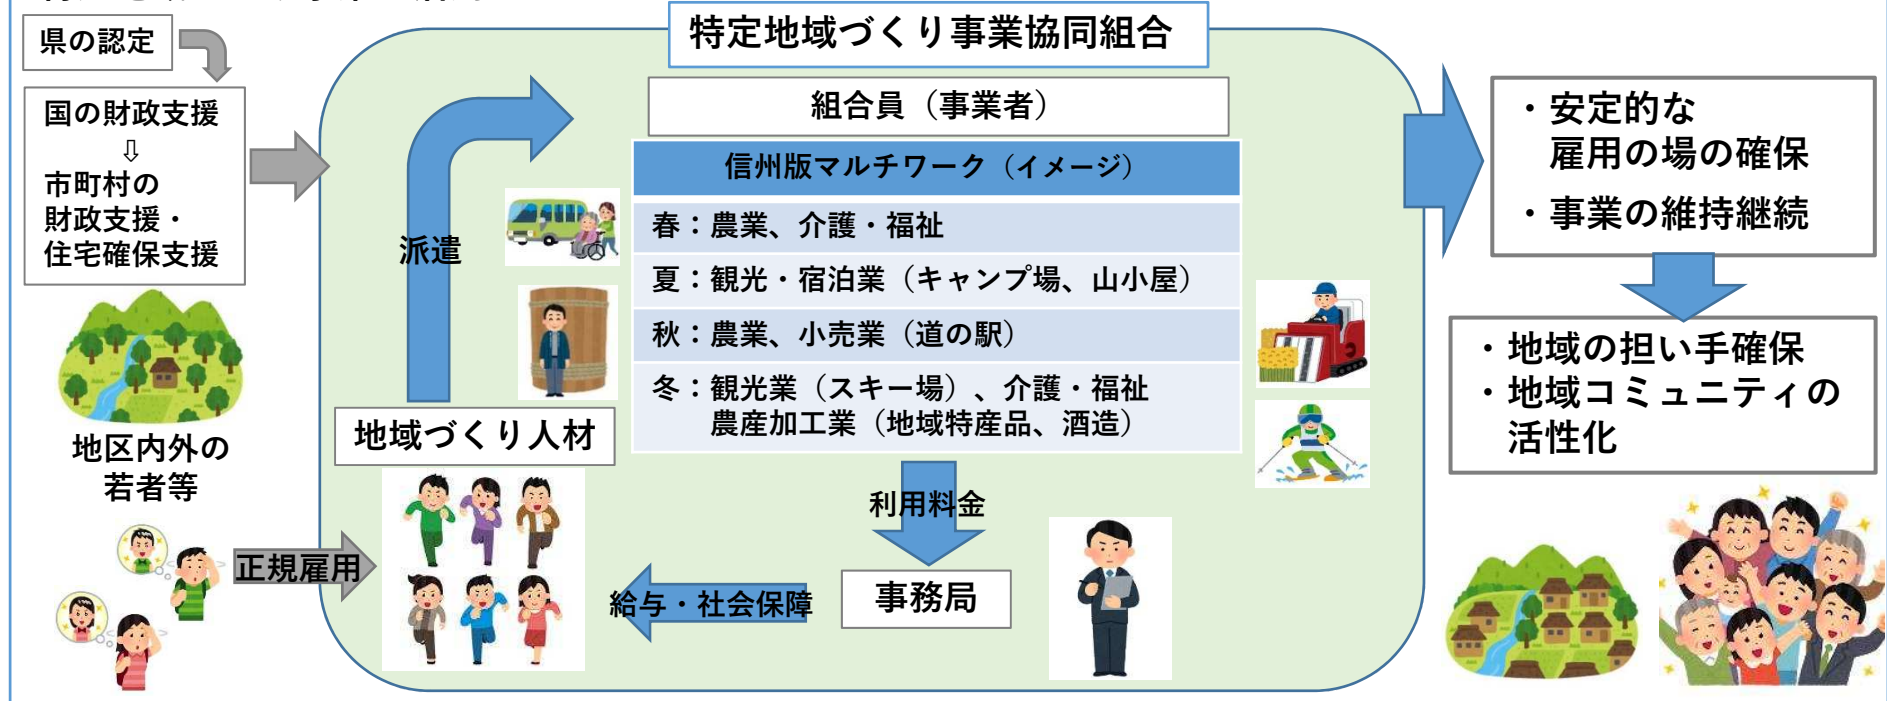 県の認定
国の財政支援
⇩
市町村の
財政支援・
住宅確保支援
地区内外の
若者等
正規雇用
特定地域づくり事業協同組合
組合員（事業者）
信州版マルチワーク（イメージ）
春：農業、介護・福祉
夏：観光・宿泊業（キャンプ場、山小屋）
秋：農業、小売業（道の駅）
冬：観光業（スキー場）、介護・福祉
農産加工業（地域特産品、酒造）
派遣
地域づくり人材
利用料金
事務局
給与・社会保障
・安定的な
雇用の場の確保
・事業の維持継続
・地域の担い手確保
・地域コミュニティの
活性化